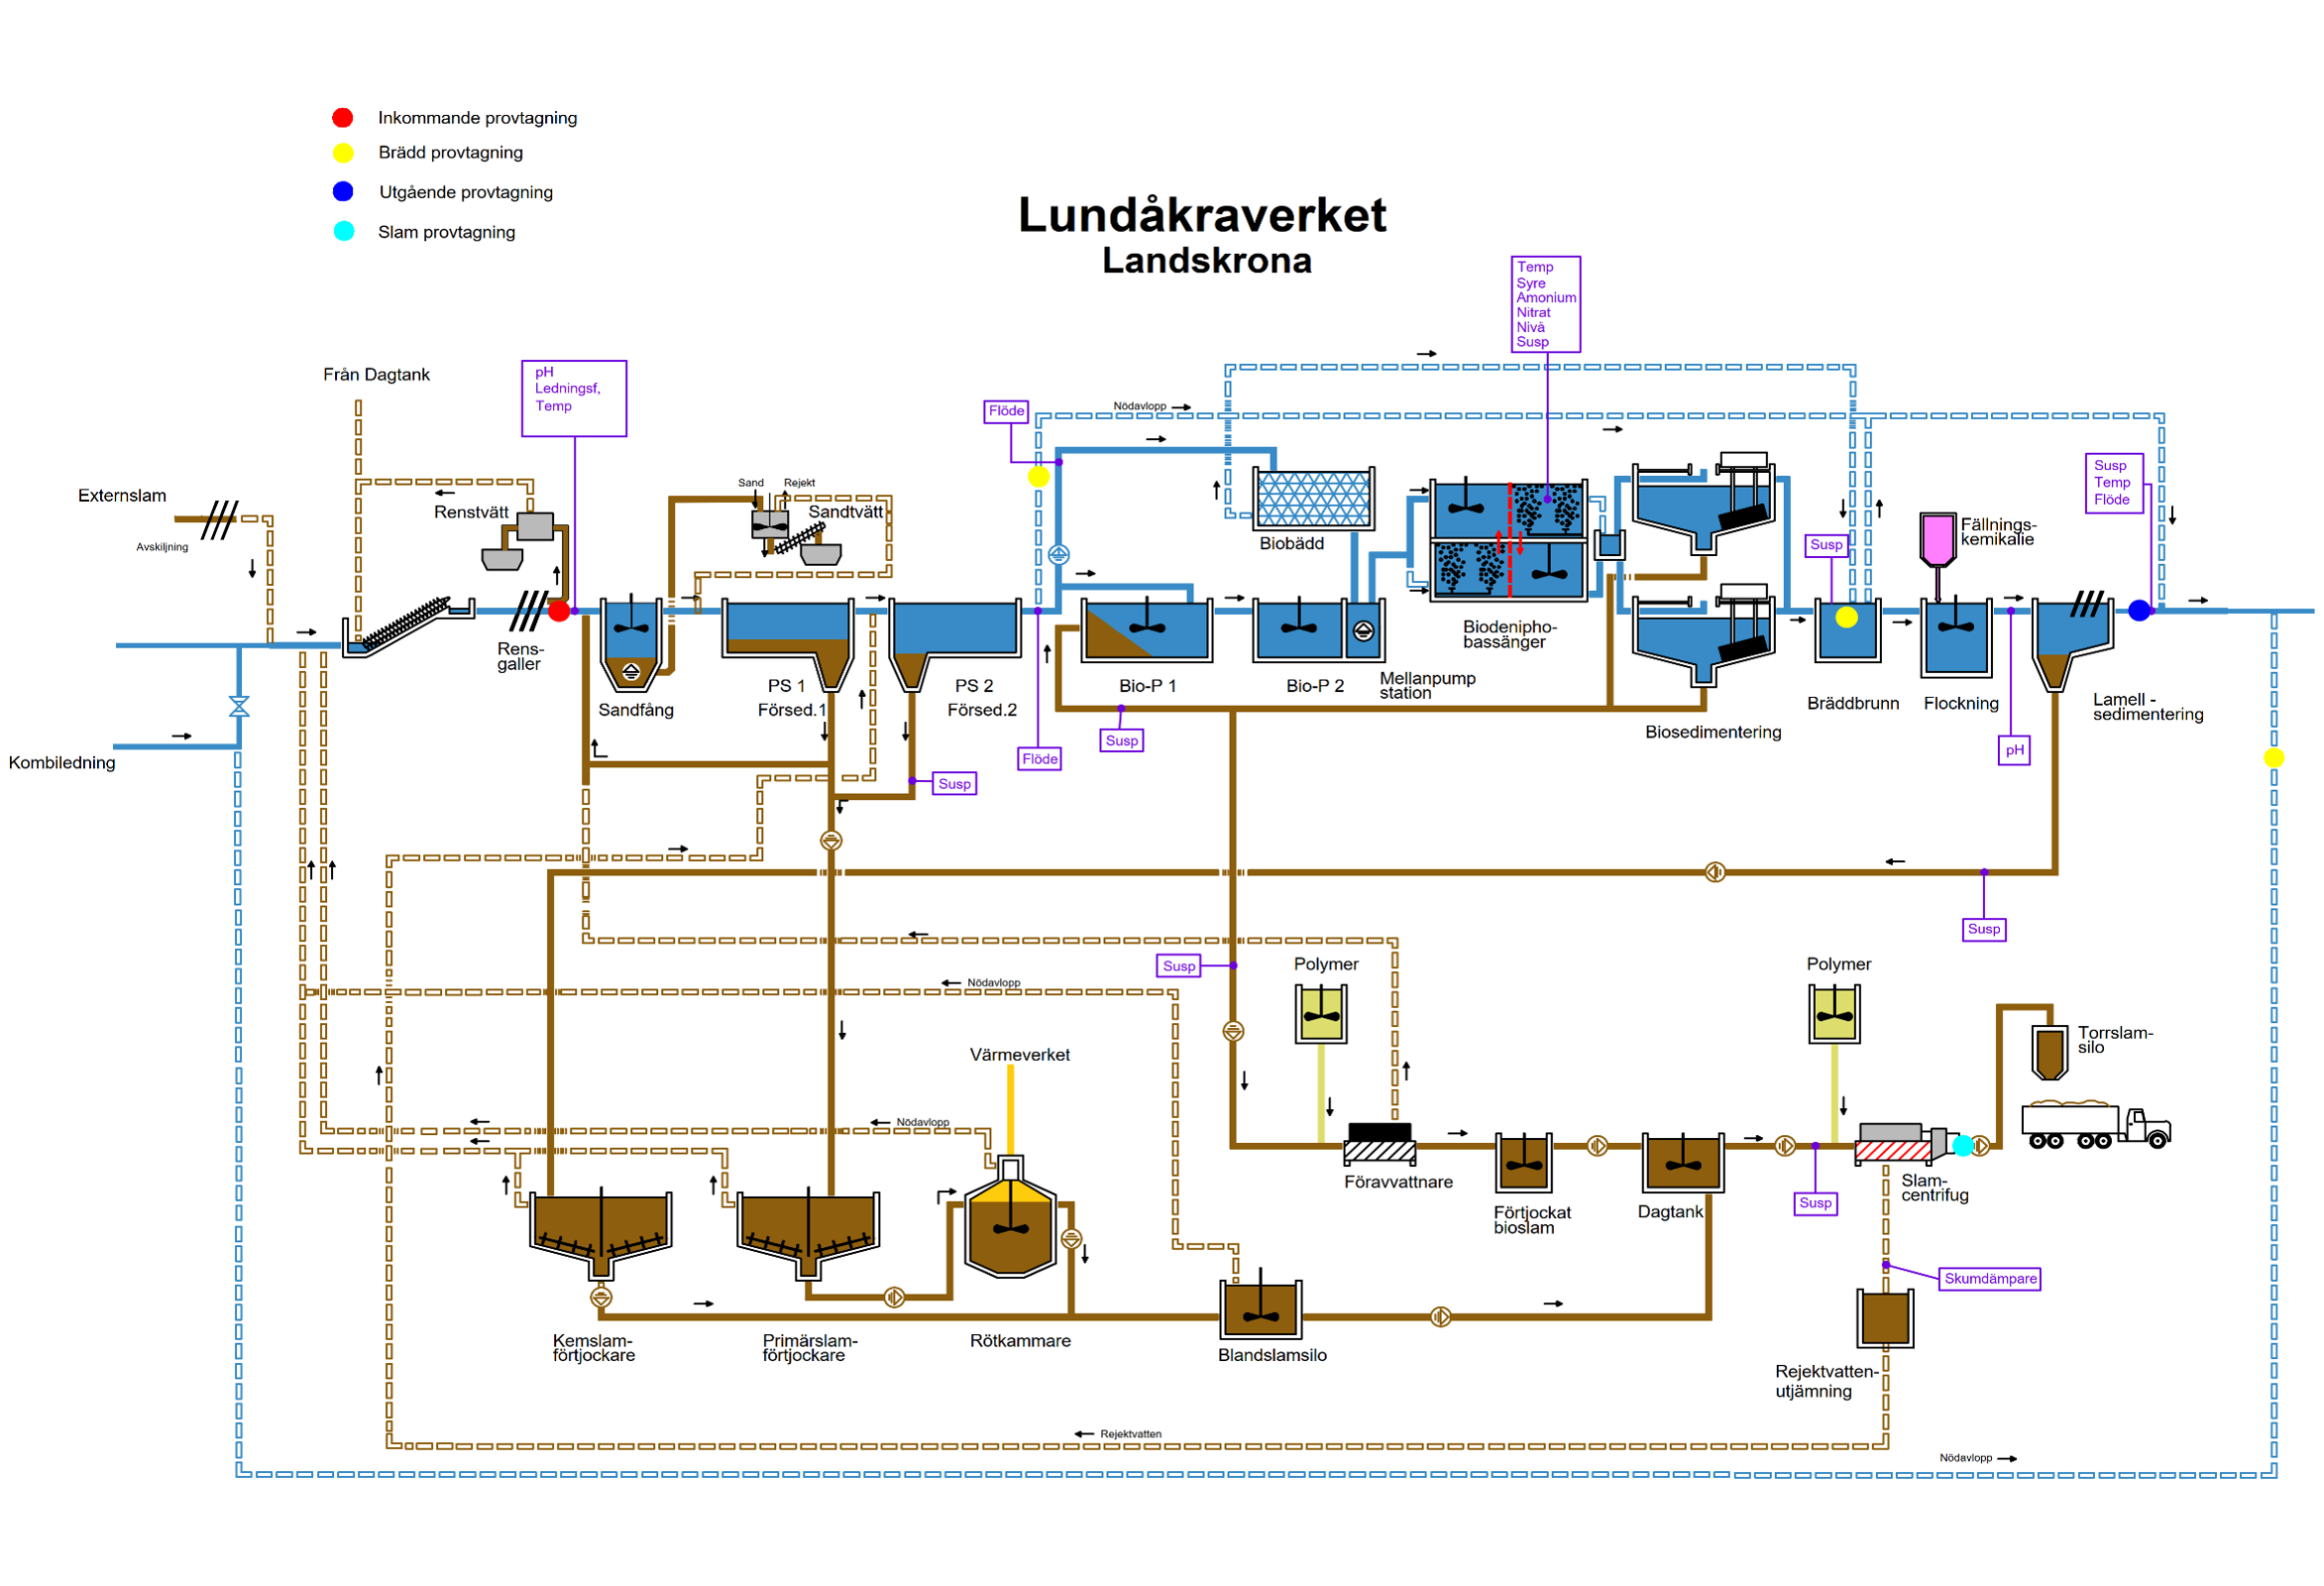 Inkommande provtagning
Brädd provtagning
Utgående provtagning
Slam provtagning
Lundåkraverket
Landskrona
Temp
Syre
Amonium
Nitrat
Nivå
Susp
Från Dagtank
pH
Ledningsf,
Temp
Flöde
Nödavlopp
Externslam
Avskiljning
Renstvätt
Sand
Rejekt
Sandtvätt
Biobädd
Susp
Temp
Flöde
Fällnings-
kemikalie
Susp
Rens-
galler
Sandfång
PS 1
Försed.1
PS 2
Försed.2
Bio-P 1
Bio-P 2
Mellanpump
station
Biodenipho-
bassänger
Biosedimentering
Bräddbrunn
Flockning
Lamell -
sedimentering
Kombiledning
Flöde
Susp
pH
Susp
Susp
Susp
Polymer
Polymer
Nödavlopp
Värmeverket
Torrslam-
silo
Nödavlopp
Föravvattnare
Förtjockat
bioslam
Dagtank
Susp
Slam-
centrifug
Skumdämpare
Kemslam-
förtjockare
Primärslam-
förtjockare
Rötkammare
Blandslamsilo
Rejektvatten-
utjämning
Rejektvatten
Nödavlopp